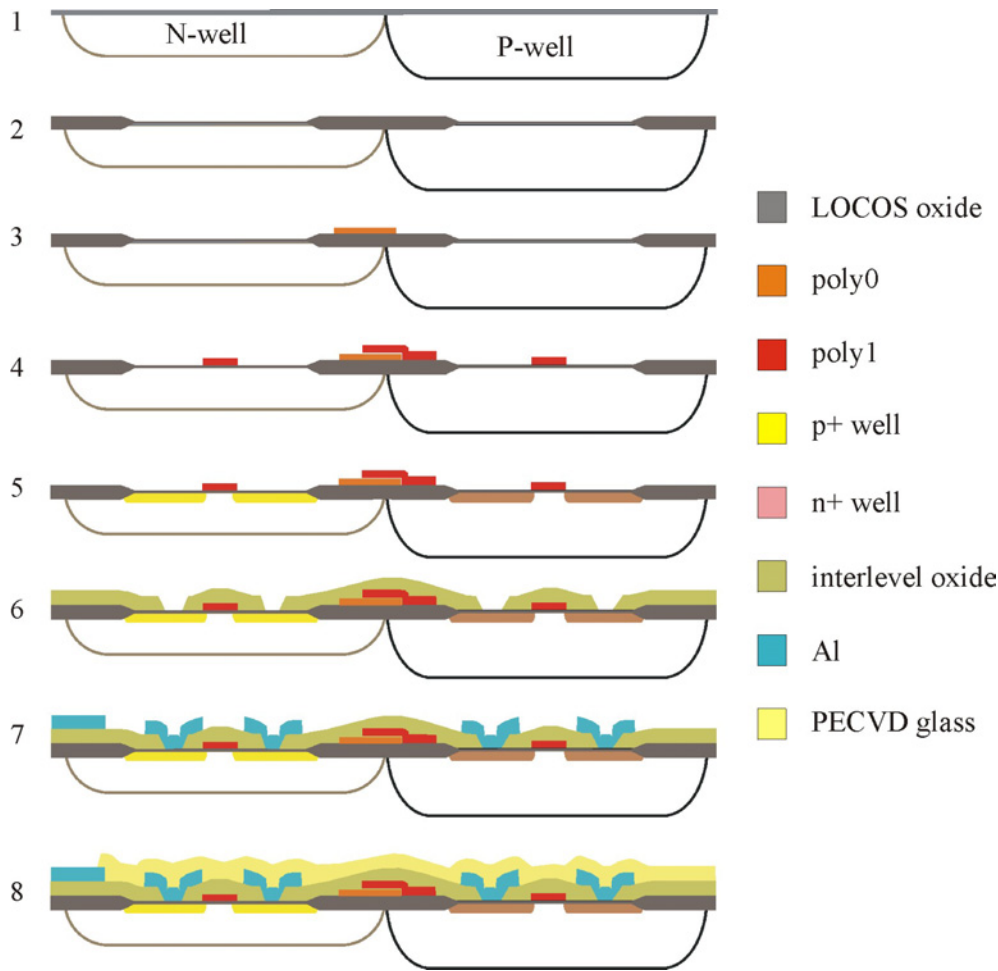 1
N-well
P-well
2
3
4
5
6
7
8
LOCOS oxide
poly0
poly1
p+ well
n+ well
interlevel oxide
Al
PECVD glass